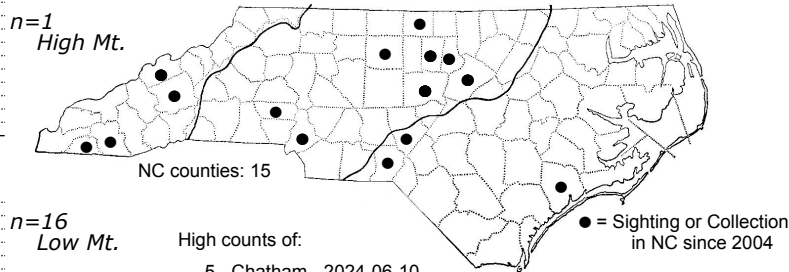 n=1
High Mt.
NC counties: 15
n=16
Low Mt.
High counts of:
● = Sighting or Collection
in NC since 2004
5 - Chatham - 2024-06-10